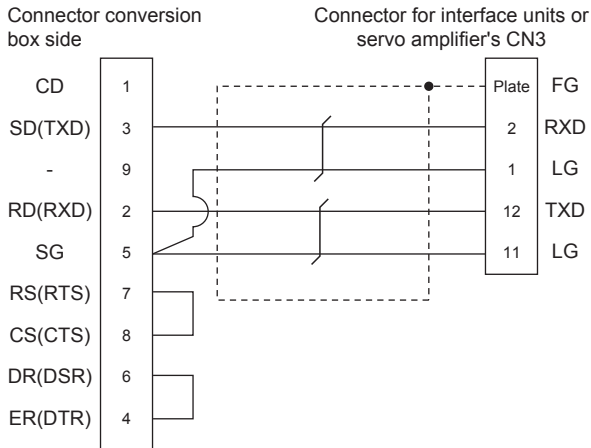 Connector conversion
box side
Connector for interface units or
servo amplifier's CN3
CD 1 Plate FG
SD(TXD) 3 2 RXD
- 9 1 LG
RD(RXD) 2 12 TXD
SG 5 11 LG
RS(RTS) 7
CS(CTS) 8
DR(DSR) 6
ER(DTR) 4